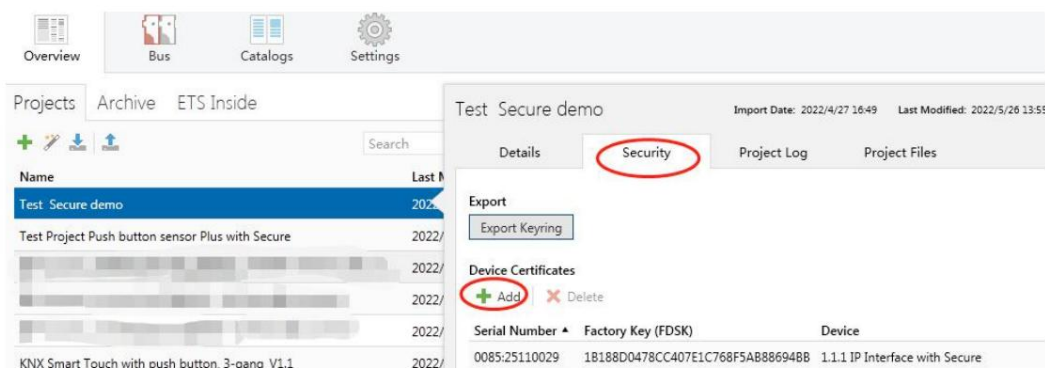 Overview Bus Catalogs Settings
Projects Archive ETS Inside
Search
Name Last M
Test Secure demo 202
Test Project Push button sensor Plus with Secure 2022/
2022/
2022/
2022/
KNX Smart Touch with push button, 3-gang V1.1 2022/
Test Secure demo Import Date: 2022/4/27 16:49 Last Modified: 2022/5/26 13:55
Details Security Project Log Project Files
Export
Export Keyring
Device Certificates
Add Delete
Serial Number Factory Key (FDSK) Device
0085:25110029 1B188D0478CC407E1C768F5AB88694BB 1.1.1 IP Interface with Secure